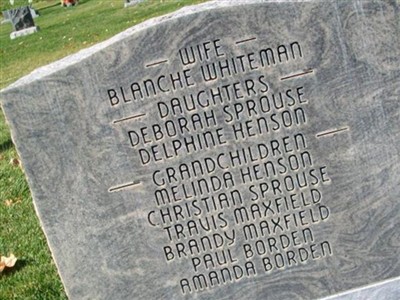 — WIFE —
BLANCHE WHITEMAN
— DAUGHTERS —
DEBORAH SPROUSE
DELPHINE HENSON
— GRANDCHILDREN —
MELINDA HENSON
CHRISTIAN SPROUSE
TRAVIS MAXFIELD
BRANDY MAXFIELD
PAUL BORDEN
AMANDA BORDEN